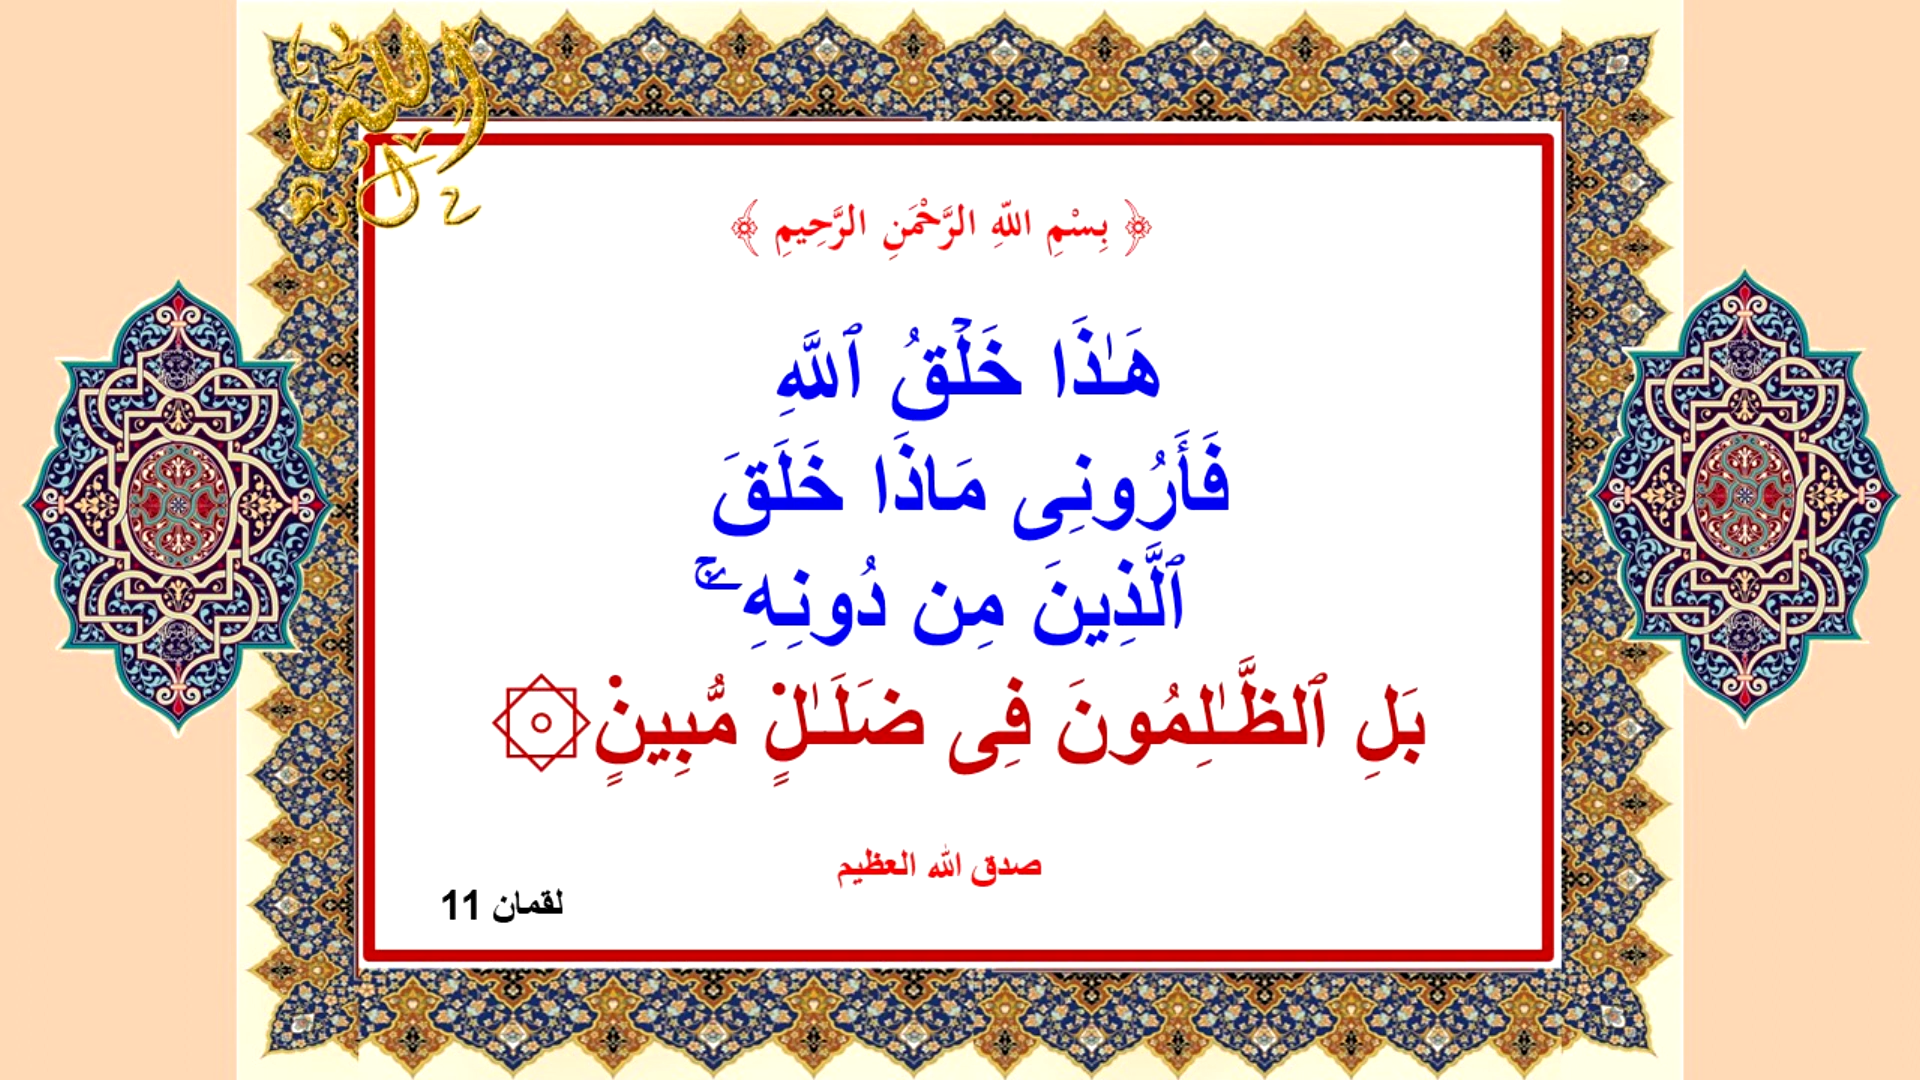 ﴿ بِسْمِ اللّهِ الرَّحْمَنِ الرَّحِيمِ ﴾
هَـٰذَا خَلْقُ ٱللَّهِ
فَأَرُونِى مَاذَا خَلَقَ
ٱلَّذِينَ مِن دُونِهِۦ ۚ
بَلِ ٱلظَّـٰلِمُونَ فِى ضَلَـٰلٍۢ مُّبِينٍۢ ۞
صدق الله العظيم
لقمان 11